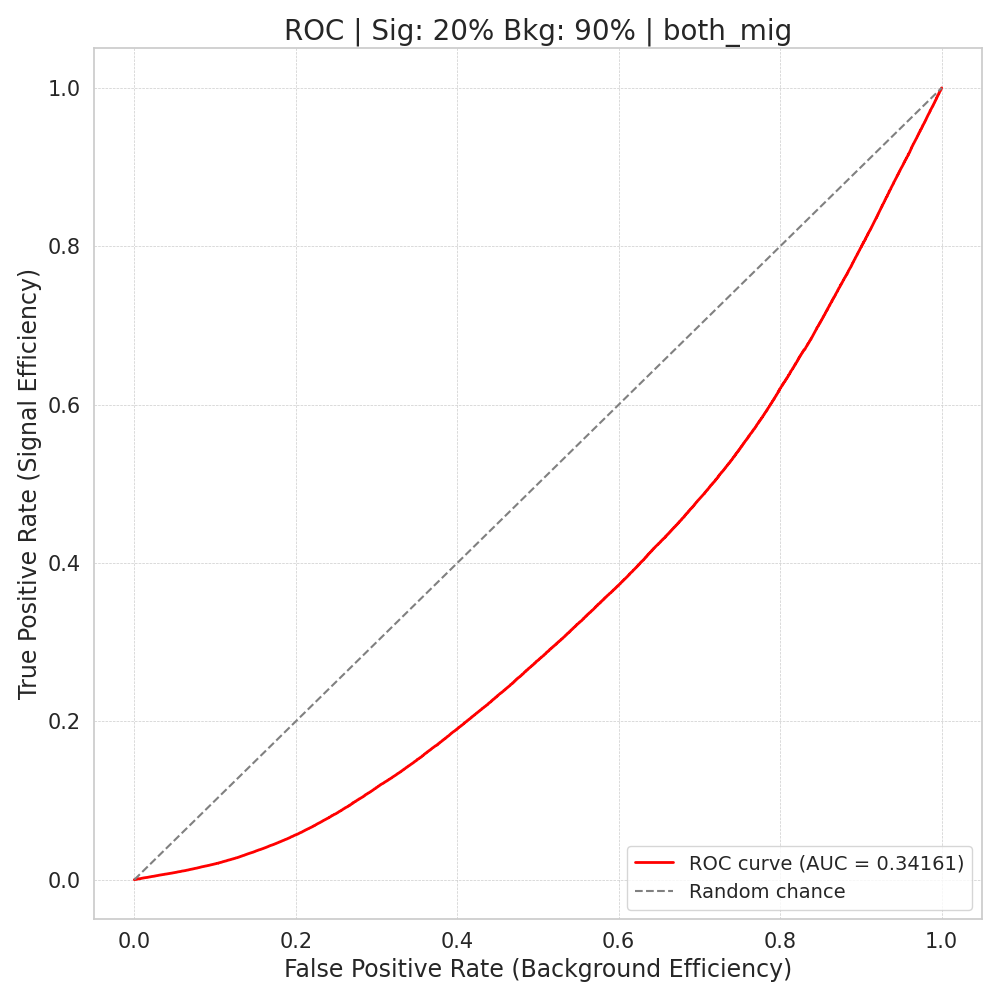 ROC | Sig: 20% Bkg: 90% | both_mig
True Positive Rate (Signal Efficiency)
1.0
0.8
0.6
0.4
0.2
0.0
0.0 0.2 0.4 0.6 0.8 1.0
False Positive Rate (Background Efficiency)
ROC curve (AUC = 0.34161)
Random chance